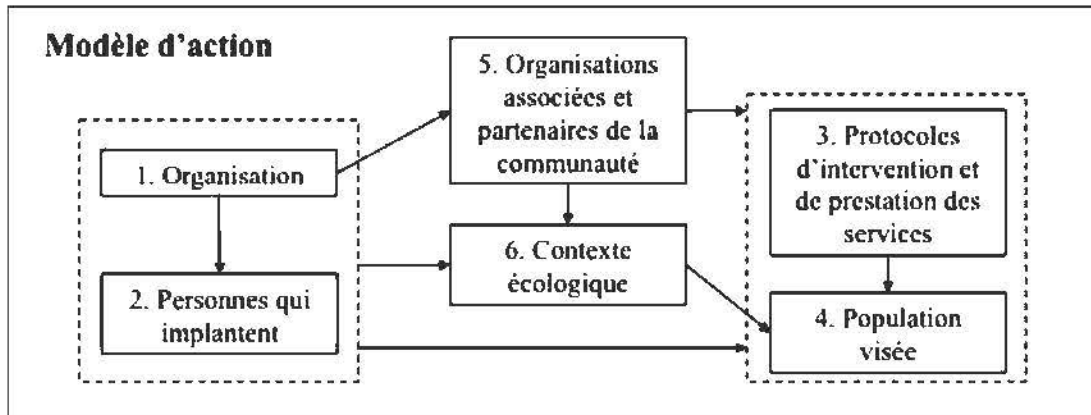 Modèle d'action
1. Organisation
2. Personnes qui
implantent
5. Organisations
associées et
partenaires de la
communauté
6. Contexte
écologique
3. Protocoles
d'intervention et
de prestation des
services
4. Population
visée